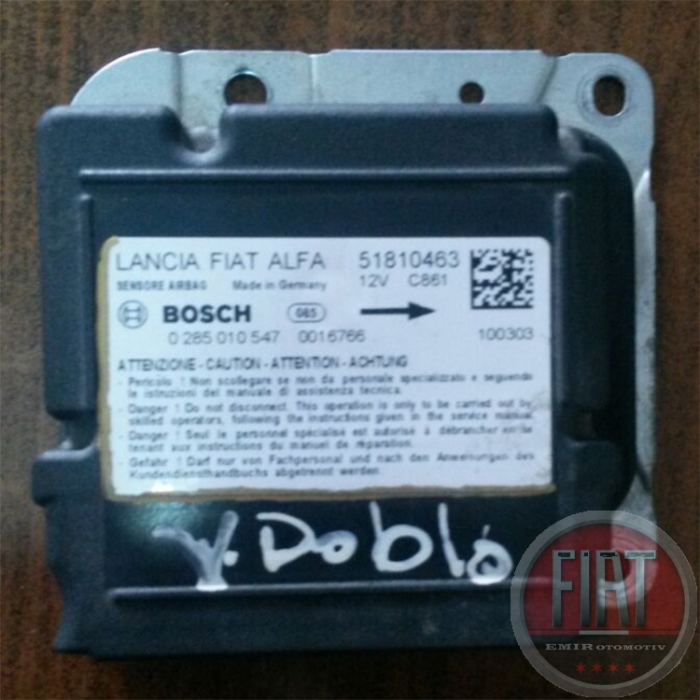 LANCIA FIAT ALFA 51810463
SENSORE AIRBAG Made in Germany 12V C861
BOSCH 065
0 285 010 547 0016766 100303
ATTENZIONE - CAUTION - ATTENTION - ACHTUNG
- Pericolo ! Non scollegare se non da personale specializzato e seguendo
le istruzioni del manuale di assistenza tecnica.
- Danger ! Do not disconnect. This operation is only to be carried out by
skilled operators, following the instructions given in the service manual.
- Danger ! Seul le personnel spécialisé est autorisé à débrancher en se
tenant aux instructions du manuel de réparation.
- Gefahr ! Darf nur von Fachpersonal und nach den Anweisungen des
Kundendiensthandbuchs abgetrennt werden.
Y. Doblo
FIAT
EMIR OTOMOTIV